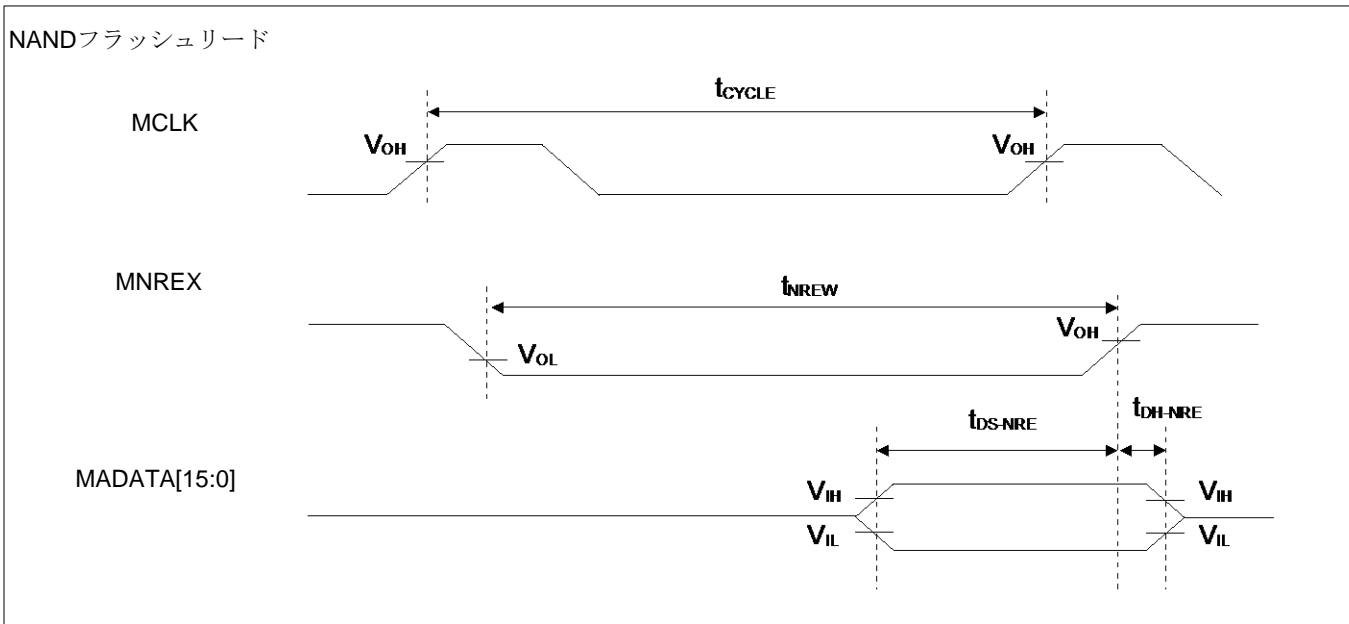 NANDフラッシュリード
tCYCLE
MCLK
VOH
VOH
MNREX
tNREW
VOH
VOL
tDS-NRE
tDH-NRE
MADATA[15:0]
VIH
VIH
VIL
VIL